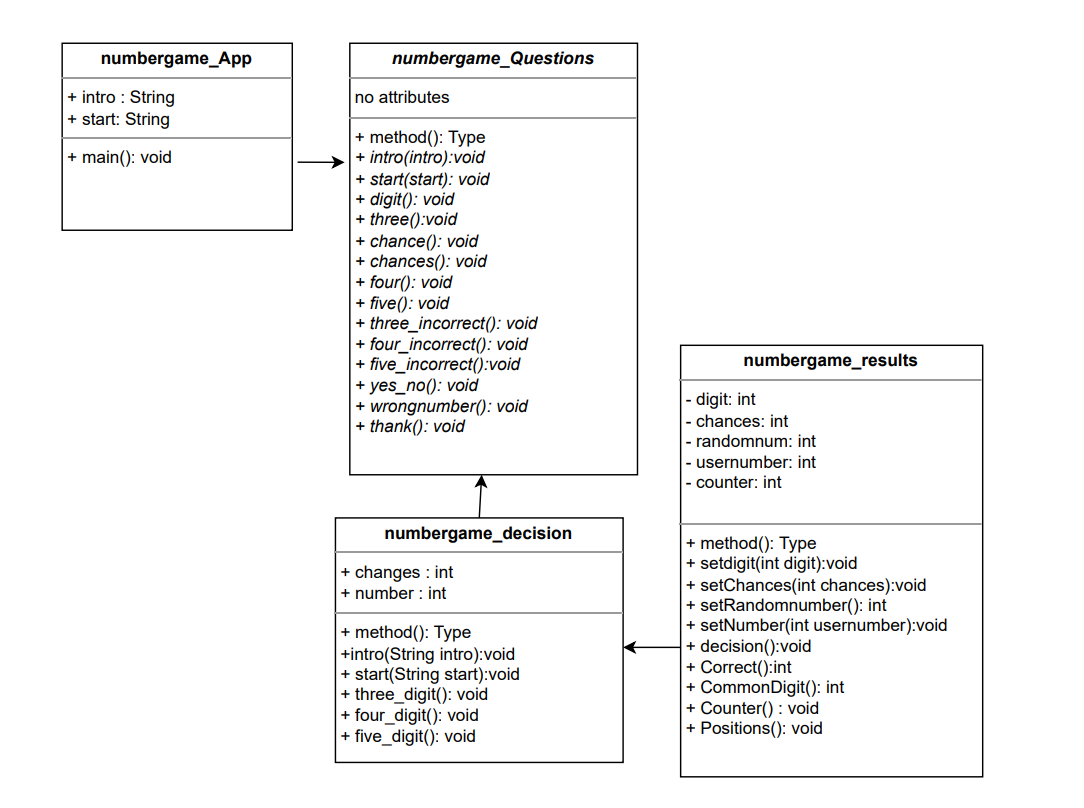 numbergame_App
+ intro : String
+ start: String
+ main(): void
numbergame_Questions
no attributes
+ method(): Type
+ intro(intro):void
+ start(start): void
+ digit(): void
+ three():void
+ chance(): void
+ chances(): void
+ four(): void
+ five(): void
+ three_incorrect(): void
+ four_incorrect(): void
+ five_incorrect():void
+ yes_no(): void
+ wrongnumber(): void
+ thank(): void
numbergame_decision
+ changes : int
+ number : int
+ method(): Type
+intro(String intro):void
+ start(String start):void
+ three_digit(): void
+ four_digit(): void
+ five_digit(): void
numbergame_results
- digit: int
- chances: int
- randomnum: int
- usernumber: int
- counter: int
+ method(): Type
+ setdigit(int digit):void
+ setChances(int chances):void
+ setRandomnumber(): int
+ setNumber(int usernumber):void
+ decision():void
+ Correct():int
+ CommonDigit(): int
+ Counter() : void
+ Positions(): void